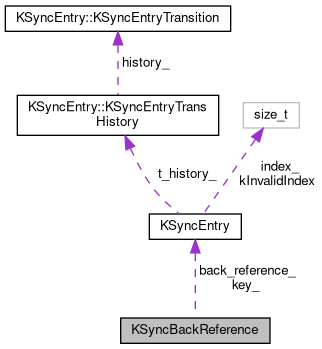 KSyncEntry::KSyncEntryTransition
history_
KSyncEntry::KSyncEntryTrans
History
size_t
t_history_
index_
kInvalidIndex
KSyncEntry
back_reference_
key_
KSyncBackReference